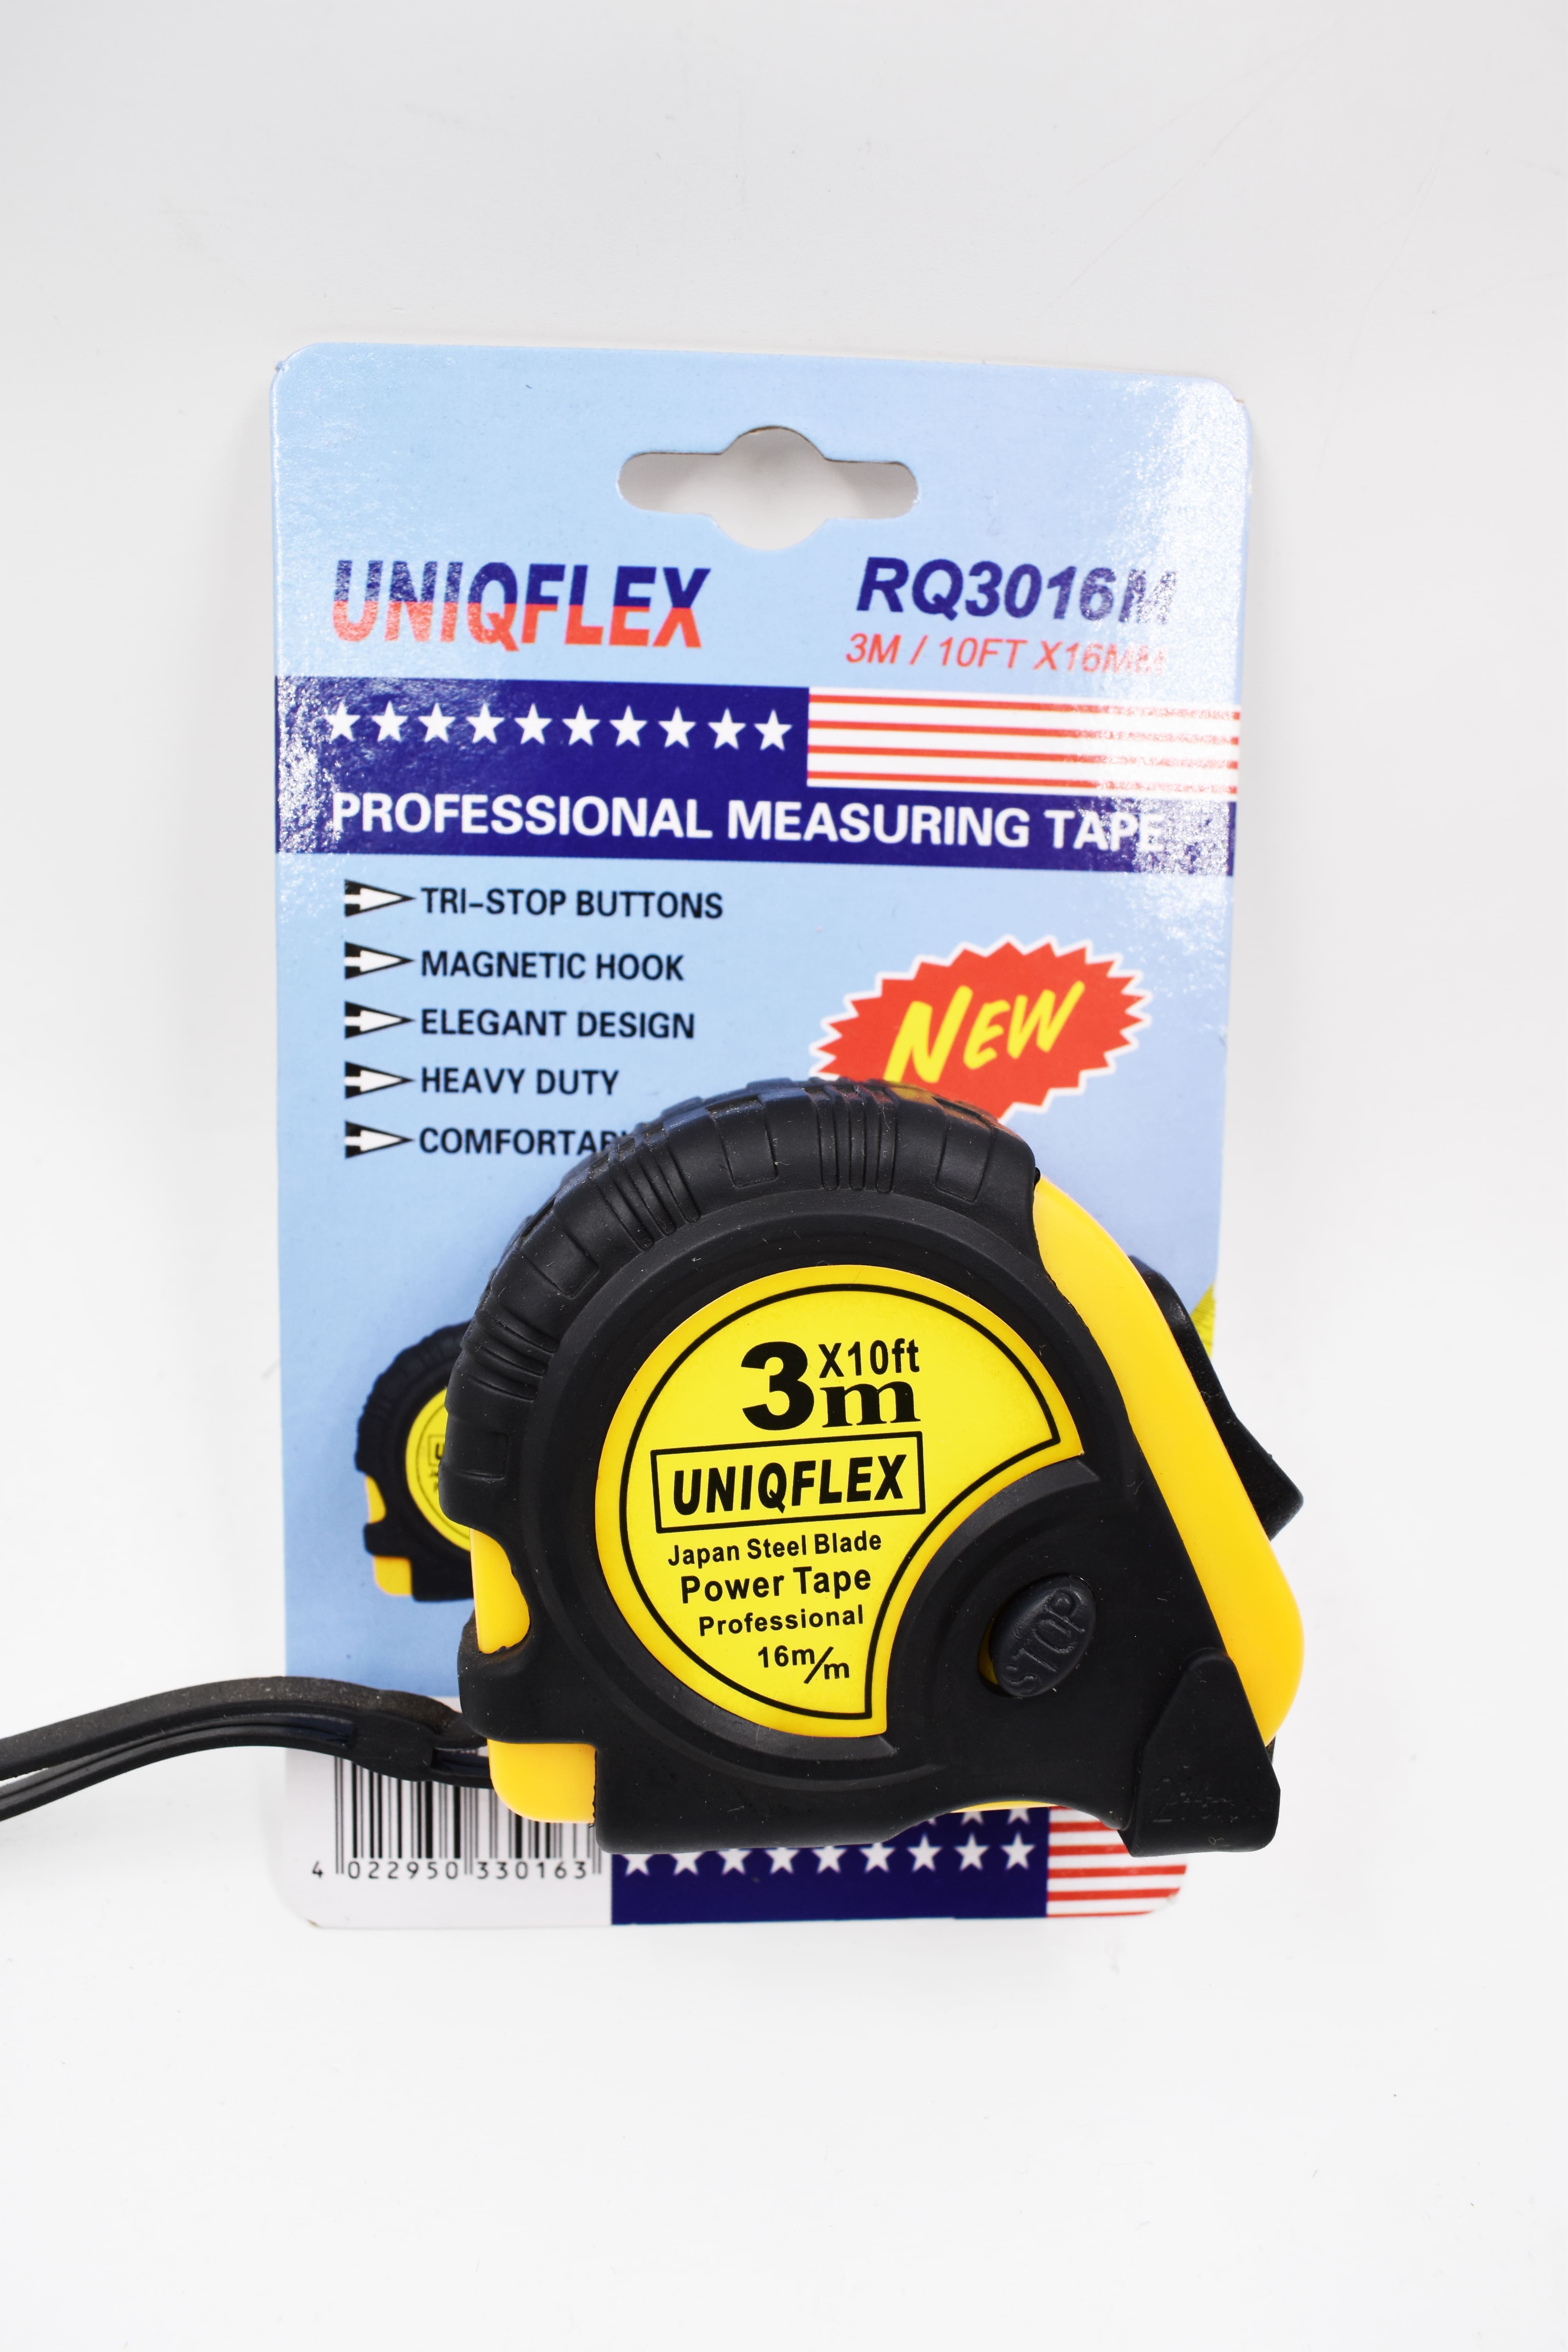 UNIQFLEX
RQ3016M
3M / 10FT X16MM
PROFESSIONAL MEASURING TAPE
TRI-STOP BUTTONS
MAGNETIC HOOK
ELEGANT DESIGN
HEAVY DUTY
NEW
3m X10ft
UNIQFLEX
Japan Steel Blade
Power Tape
Professional
16m/m
STOP
4 022950 330163